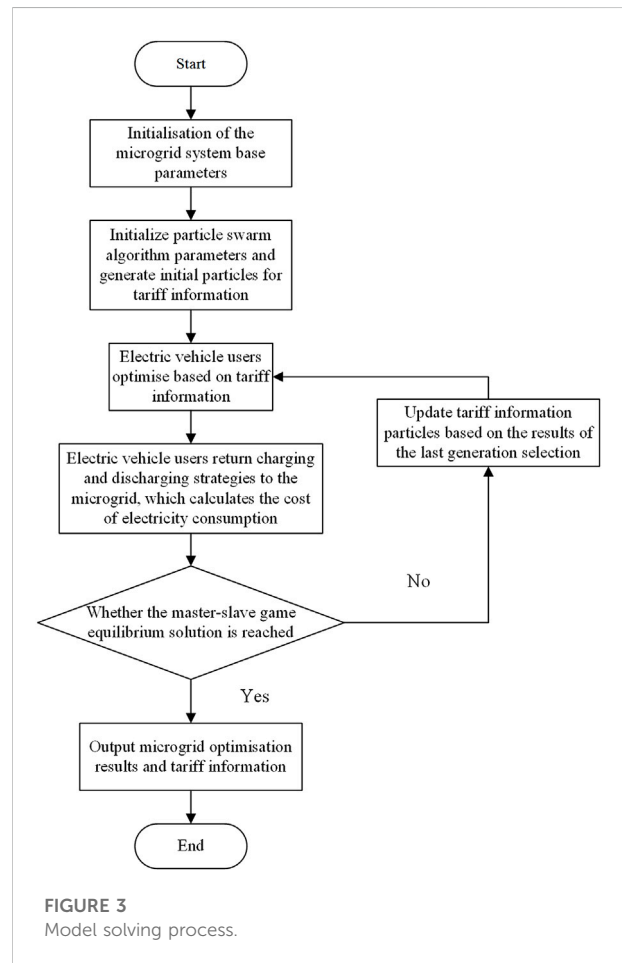 Start
Initialisation of the
microgrid system base
parameters
Initialize particle swarm
algorithm parameters and
generate initial particles for
tariff information
Electric vehicle users
optimise based on tariff
information
Update tariff information
particles based on the results of
the last generation selection
Electric vehicle users return charging
and discharging strategies to the
microgrid, which calculates the cost
of electricity consumption
No
Whether the master-slave game
equilibrium solution is reached
Yes
Output microgrid optimisation
results and tariff information
End
FIGURE 3
Model solving process.